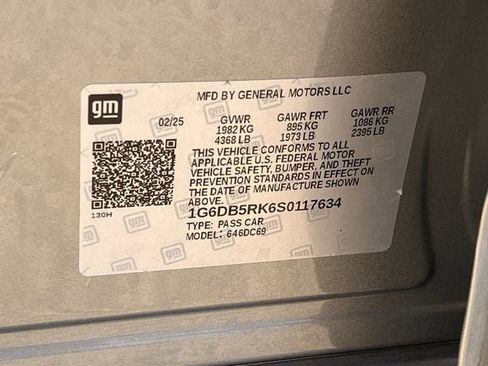 gm
MFD BY GENERAL MOTORS LLC
02/25 GVWR GAWR FRT GAWR RR
1982 KG 895 KG 1086 KG
4368 LB 1973 LB 2395 LB
THIS VEHICLE CONFORMS TO ALL
APPLICABLE U.S. FEDERAL MOTOR
VEHICLE SAFETY, BUMPER, AND THEFT
PREVENTION STANDARDS IN EFFECT ON
THE DATE OF MANUFACTURE SHOWN
ABOVE.
130H
1G6DB5RK6S0117634
TYPE: PASS CAR
MODEL: 646DC69